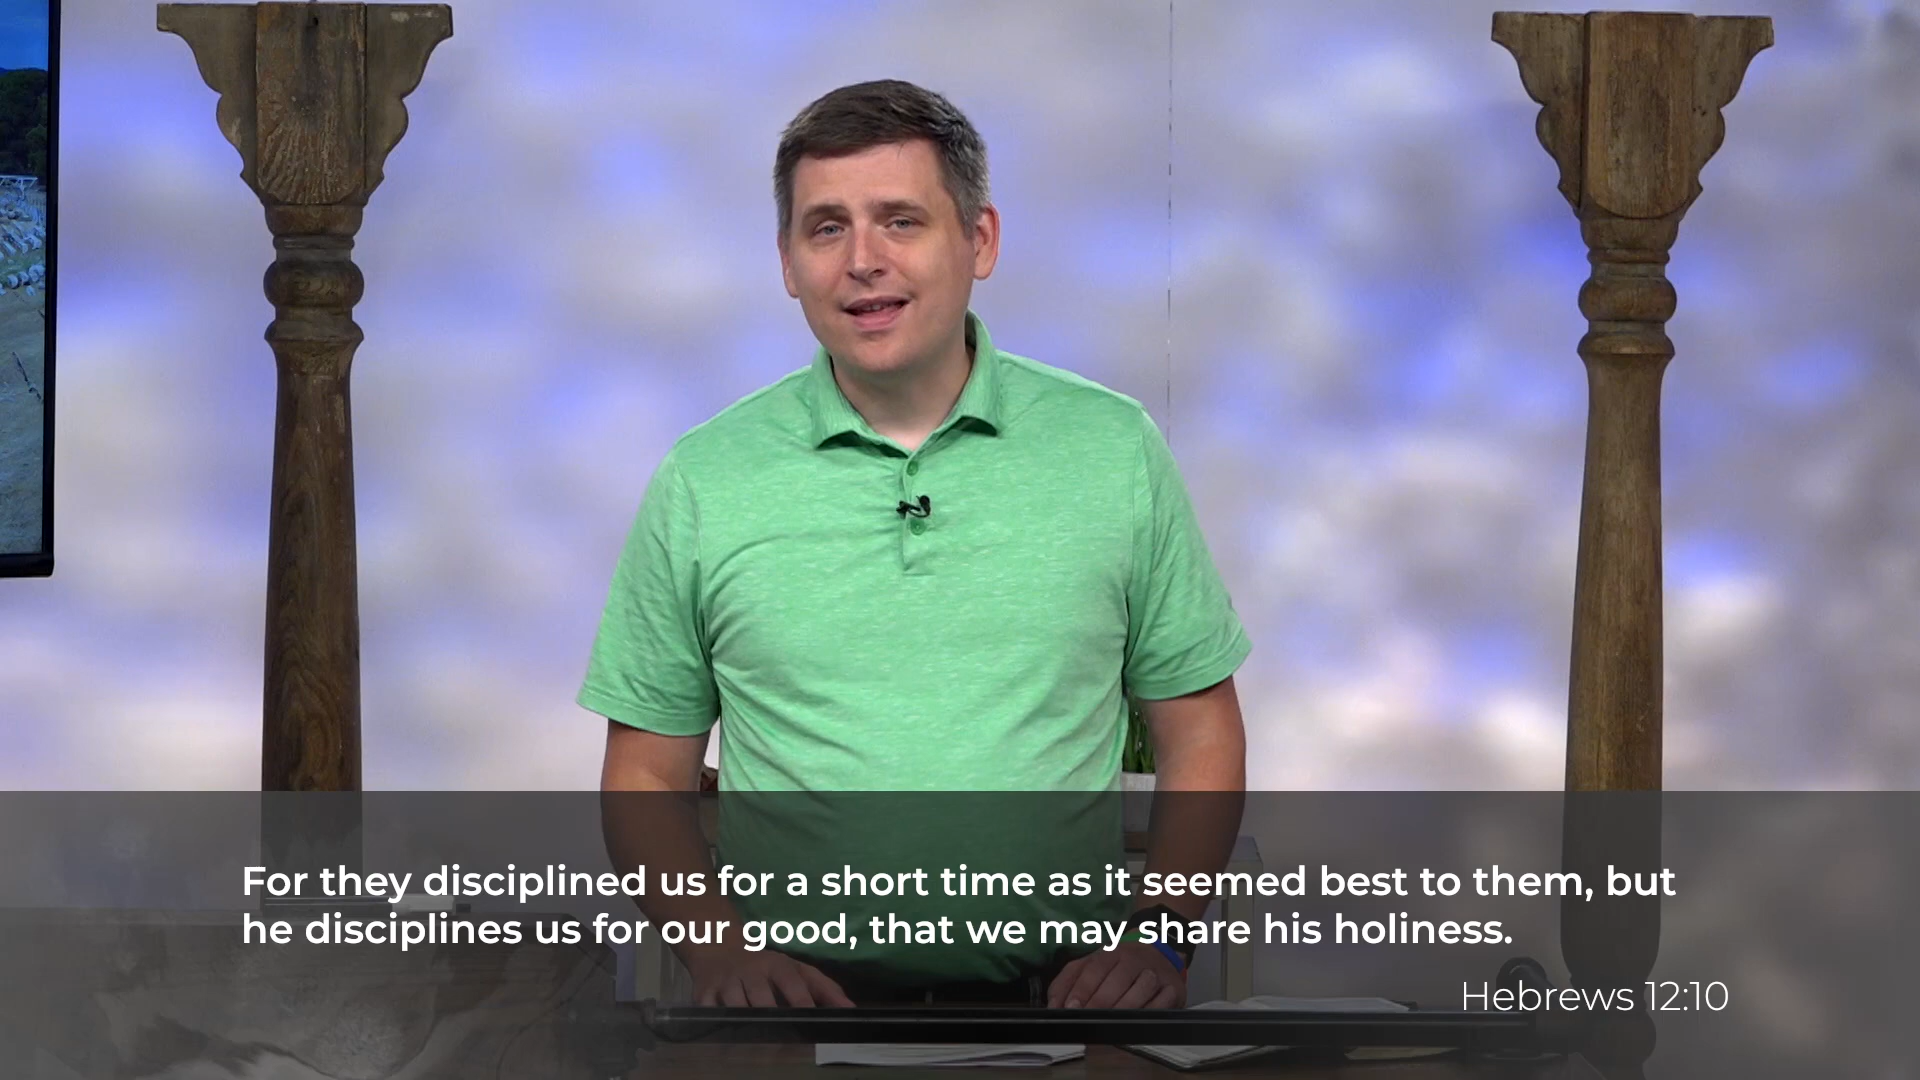 For they disciplined us for a short time as it seemed best to them, but
he disciplines us for our good, that we may share his holiness.
Hebrews 12:10